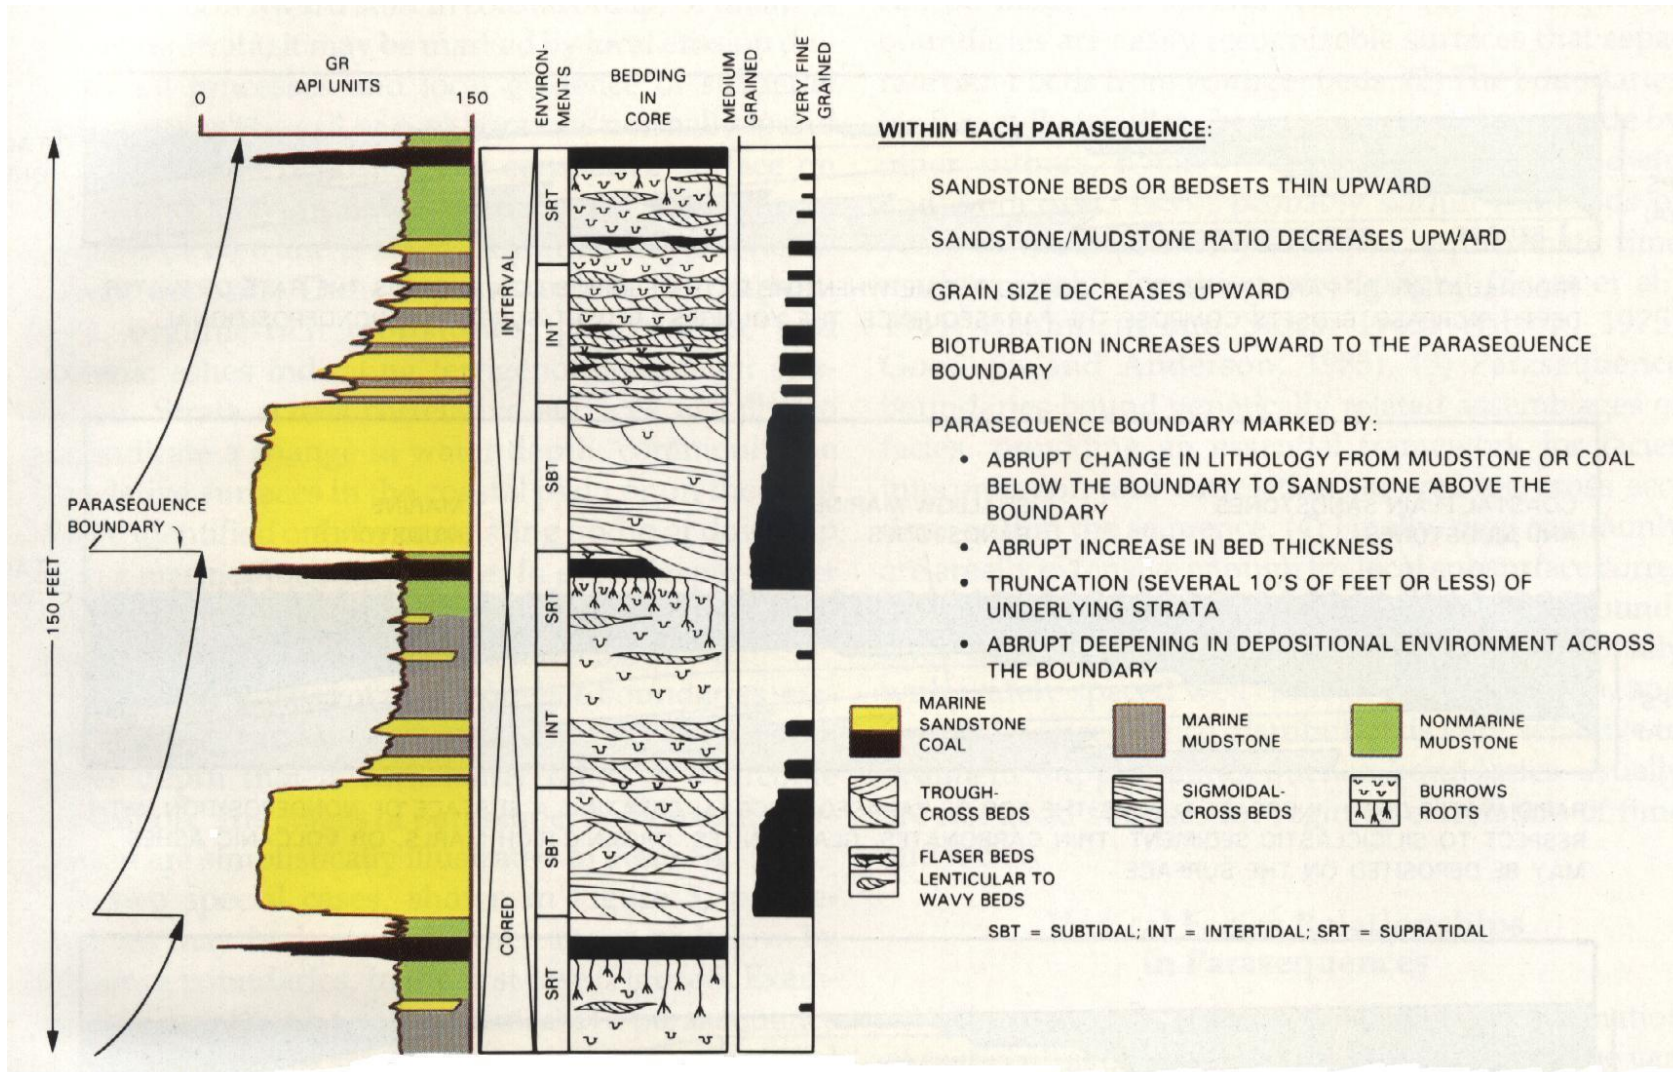 GR
API UNITS
0
150
ENVIRON-
MENTS
BEDDING
IN
CORE
MEDIUM
GRAINED
VERY FINE
GRAINED
150 FEET
PARASEQUENCE
BOUNDARY
INTERVAL
CORED
SRT
INT
SBT
SRT
INT
SBT
SRT
WITHIN EACH PARASEQUENCE:
SANDSTONE BEDS OR BEDSETS THIN UPWARD
SANDSTONE/MUDSTONE RATIO DECREASES UPWARD
GRAIN SIZE DECREASES UPWARD
BIOTURBATION INCREASES UPWARD TO THE PARASEQUENCE
BOUNDARY
PARASEQUENCE BOUNDARY MARKED BY:
• ABRUPT CHANGE IN LITHOLOGY FROM MUDSTONE OR COAL
BELOW THE BOUNDARY TO SANDSTONE ABOVE THE
BOUNDARY
• ABRUPT INCREASE IN BED THICKNESS
• TRUNCATION (SEVERAL 10'S OF FEET OR LESS) OF
UNDERLYING STRATA
• ABRUPT DEEPENING IN DEPOSITIONAL ENVIRONMENT ACROSS
THE BOUNDARY
MARINE
SANDSTONE
COAL
MARINE
MUDSTONE
NONMARINE
MUDSTONE
TROUGH-
CROSS BEDS
SIGMOIDAL-
CROSS BEDS
BURROWS
ROOTS
FLASER BEDS
LENTICULAR TO
WAVY BEDS
SBT = SUBTIDAL; INT = INTERTIDAL; SRT = SUPRATIDAL